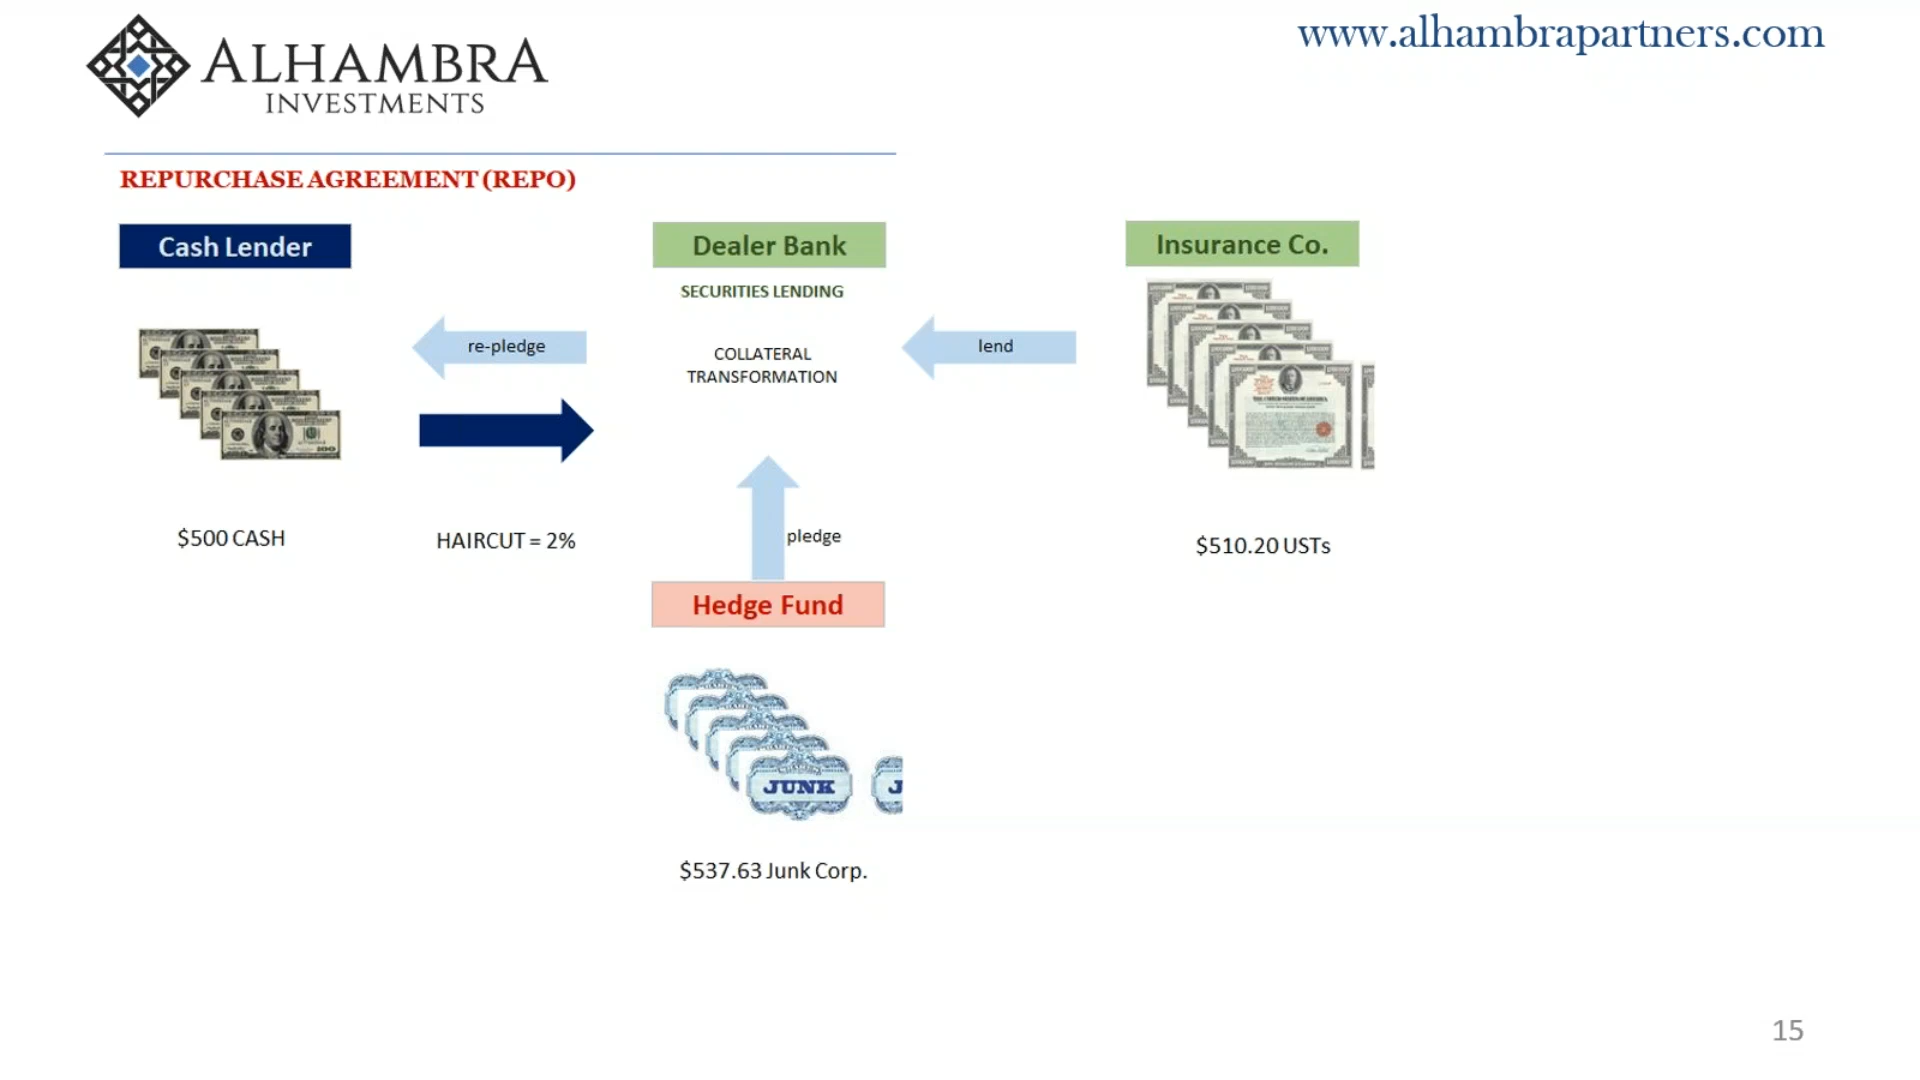 ALHAMBRA
INVESTMENTS
www.alhambrapartners.com
REPURCHASE AGREEMENT (REPO)
Cash Lender
Dealer Bank
Insurance Co.
SECURITIES LENDING
re-pledge
COLLATERAL
TRANSFORMATION
lend
$500 CASH
HAIRCUT = 2%
pledge
$510.20 USTs
Hedge Fund
JUNK
$537.63 Junk Corp.
15